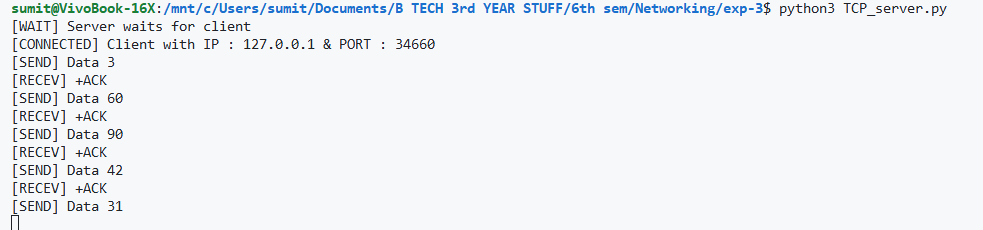 sumit@VivoBook-16X:/mnt/c/Users/sumit/Documents/B TECH 3rd YEAR STUFF/6th sem/Networking/exp-3$ python3 TCP_server.py
[WAIT] Server waits for client
[CONNECTED] Client with IP : 127.0.0.1 & PORT : 34660
[SEND] Data 3
[RECEV] +ACK
[SEND] Data 60
[RECEV] +ACK
[SEND] Data 90
[RECEV] +ACK
[SEND] Data 42
[RECEV] +ACK
[SEND] Data 31